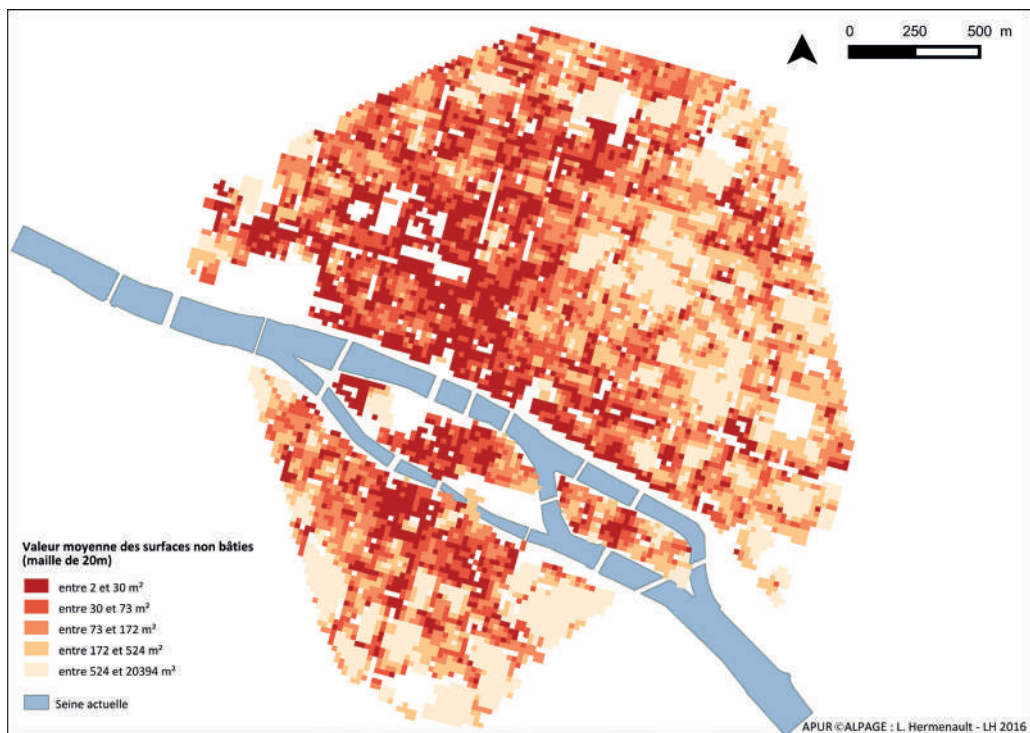 0 250 500 m
Valeur moyenne des surfaces non bâties
(maille de 20m)
entre 2 et 30 m²
entre 30 et 73 m²
entre 73 et 172 m²
entre 172 et 524 m²
entre 524 et 20394 m²
Seine actuelle
APUR©ALPAGE : L. Hermenault - LH 2016